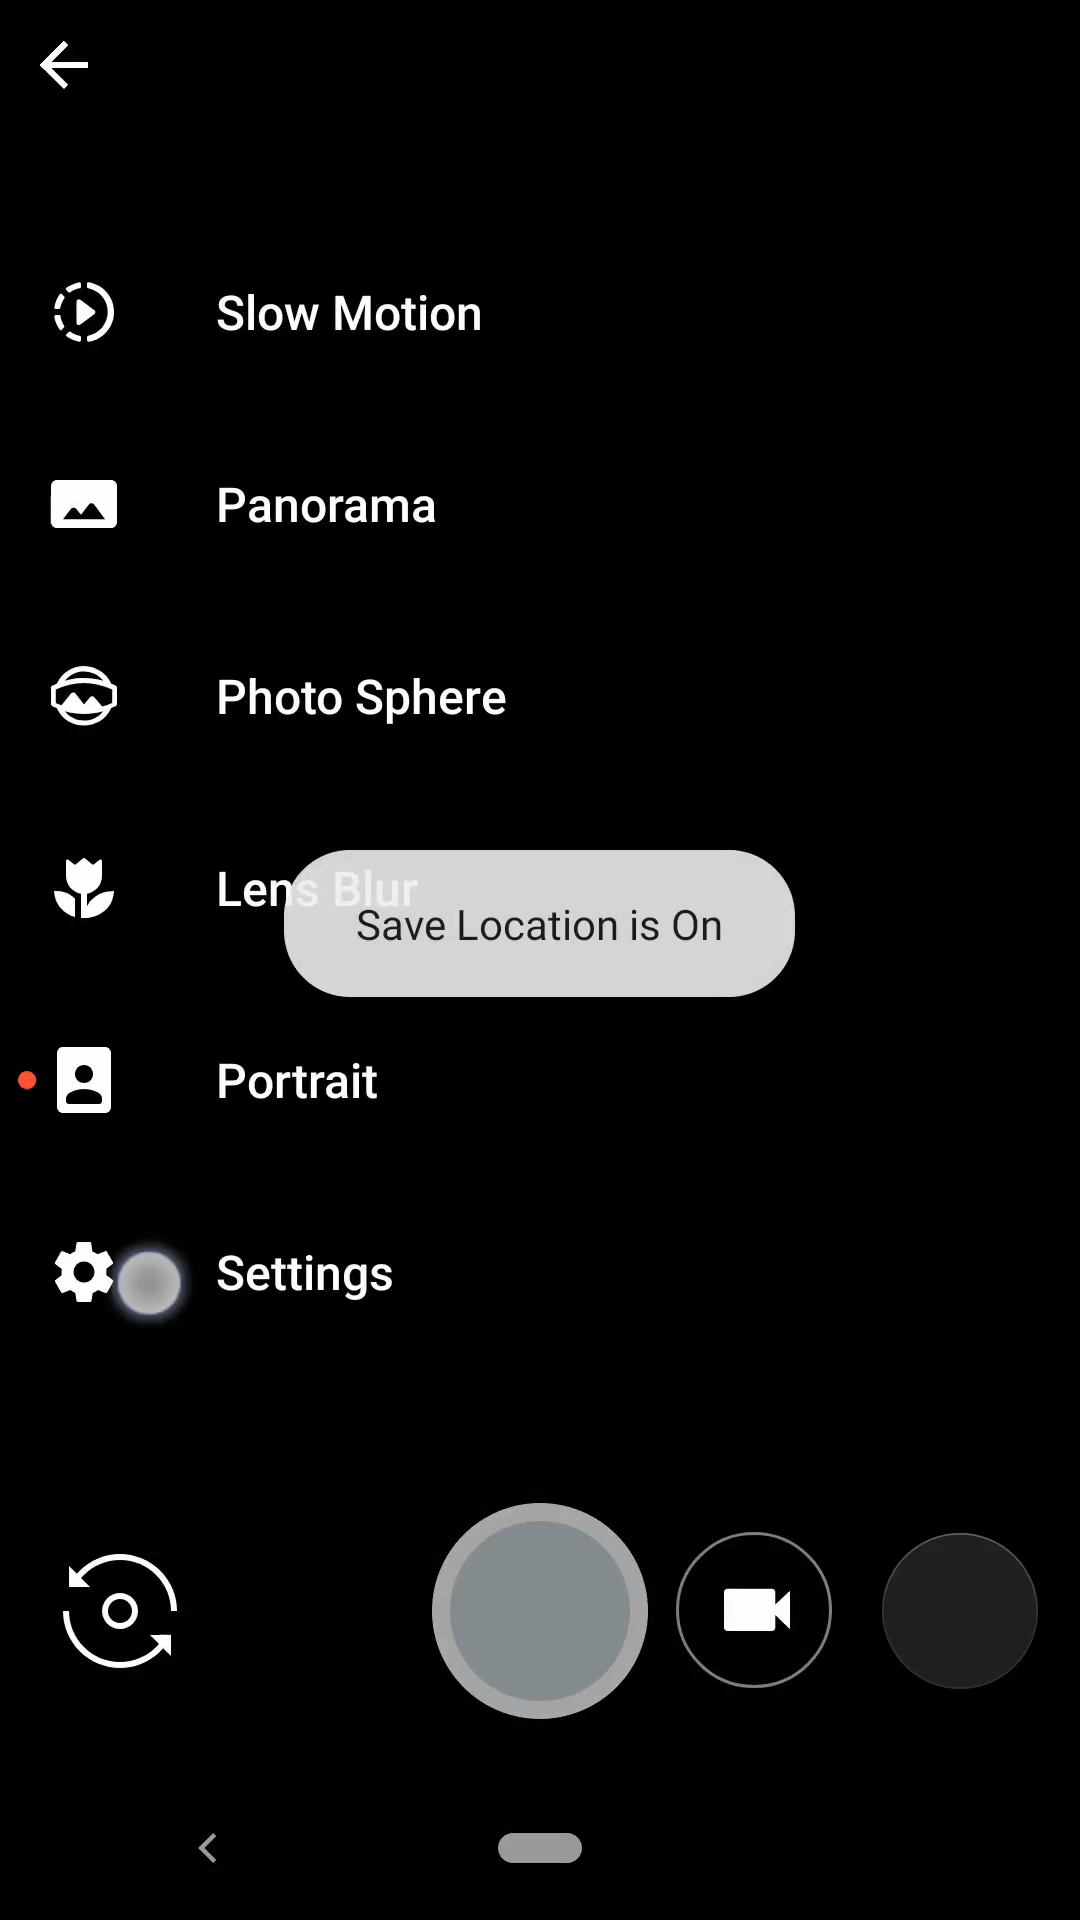 Slow Motion
Panorama
Photo Sphere
Lens Blur
Save Location is On
Portrait
Settings